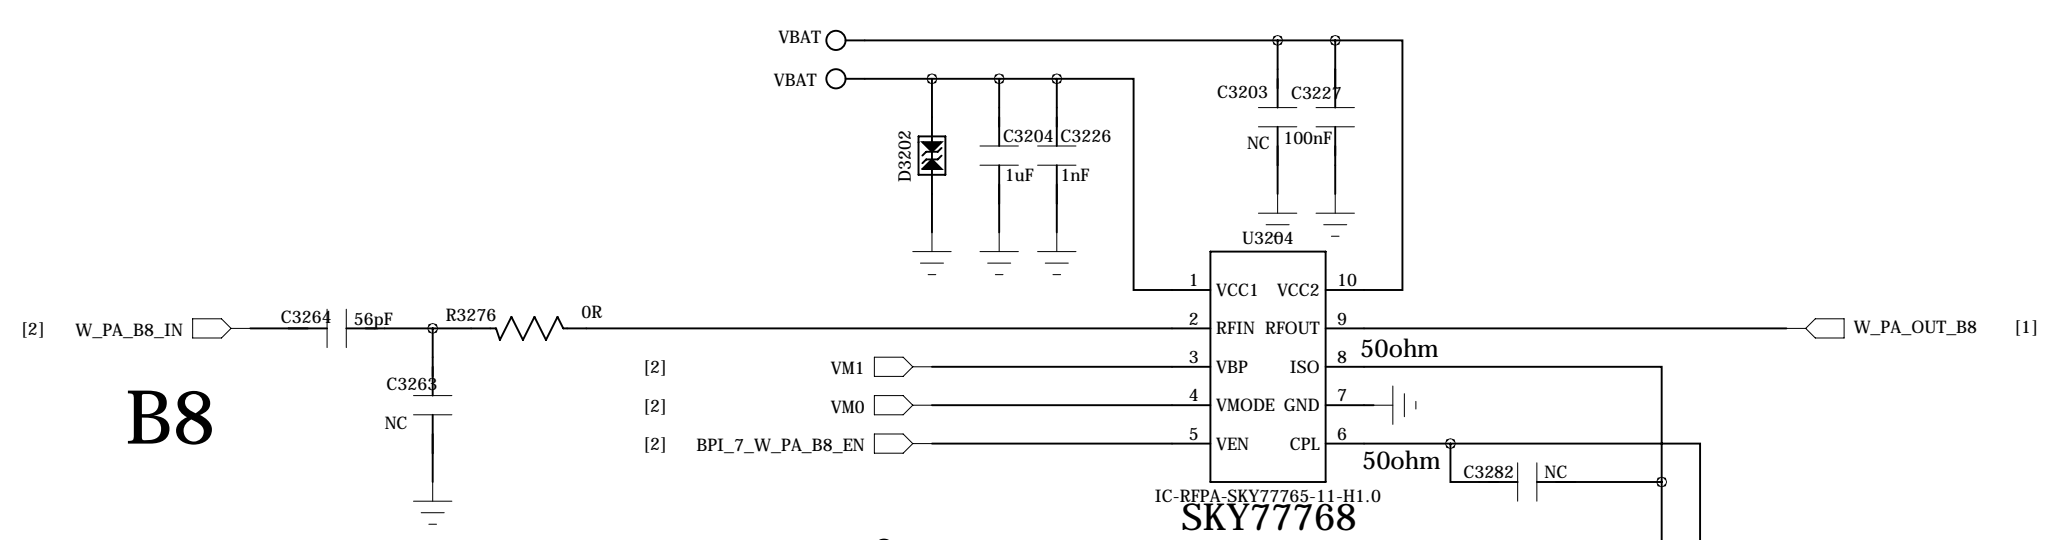 VBAT
VBAT
C3203 C3227
NC 100nF
D3202
C3204 C3226
1uF 1nF
U3204
1 VCC1 VCC2 10
[2] W_PA_B8_IN C3264 56pF R3276 0R 2 RFIN RFOUT 9 W_PA_OUT_B8 [1]
50ohm
[2] VM1 3 VBP ISO 8
C3263
NC
B8
[2] VM0 4 VMODE GND 7
[2] BPI_7_W_PA_B8_EN 5 VEN CPL 6
50ohm
C3282 NC
IC-RFPA-SKY77765-11-H1.0
SKY77768